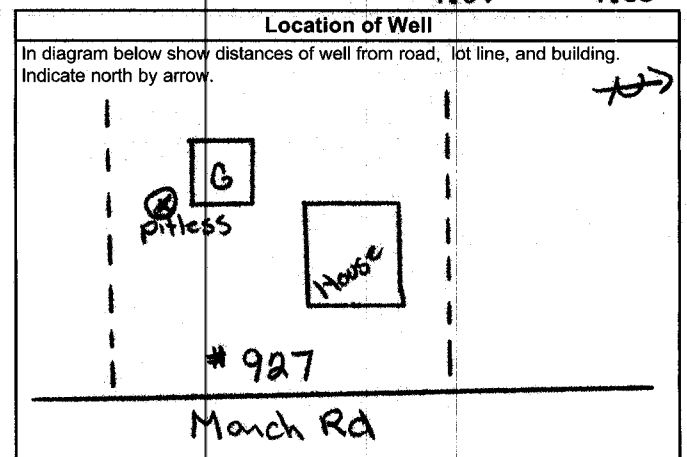 Location of Well
In diagram below show distances of well from road, lot line, and building.
Indicate north by arrow.
N
G
pitless
House
# 927
March Rd